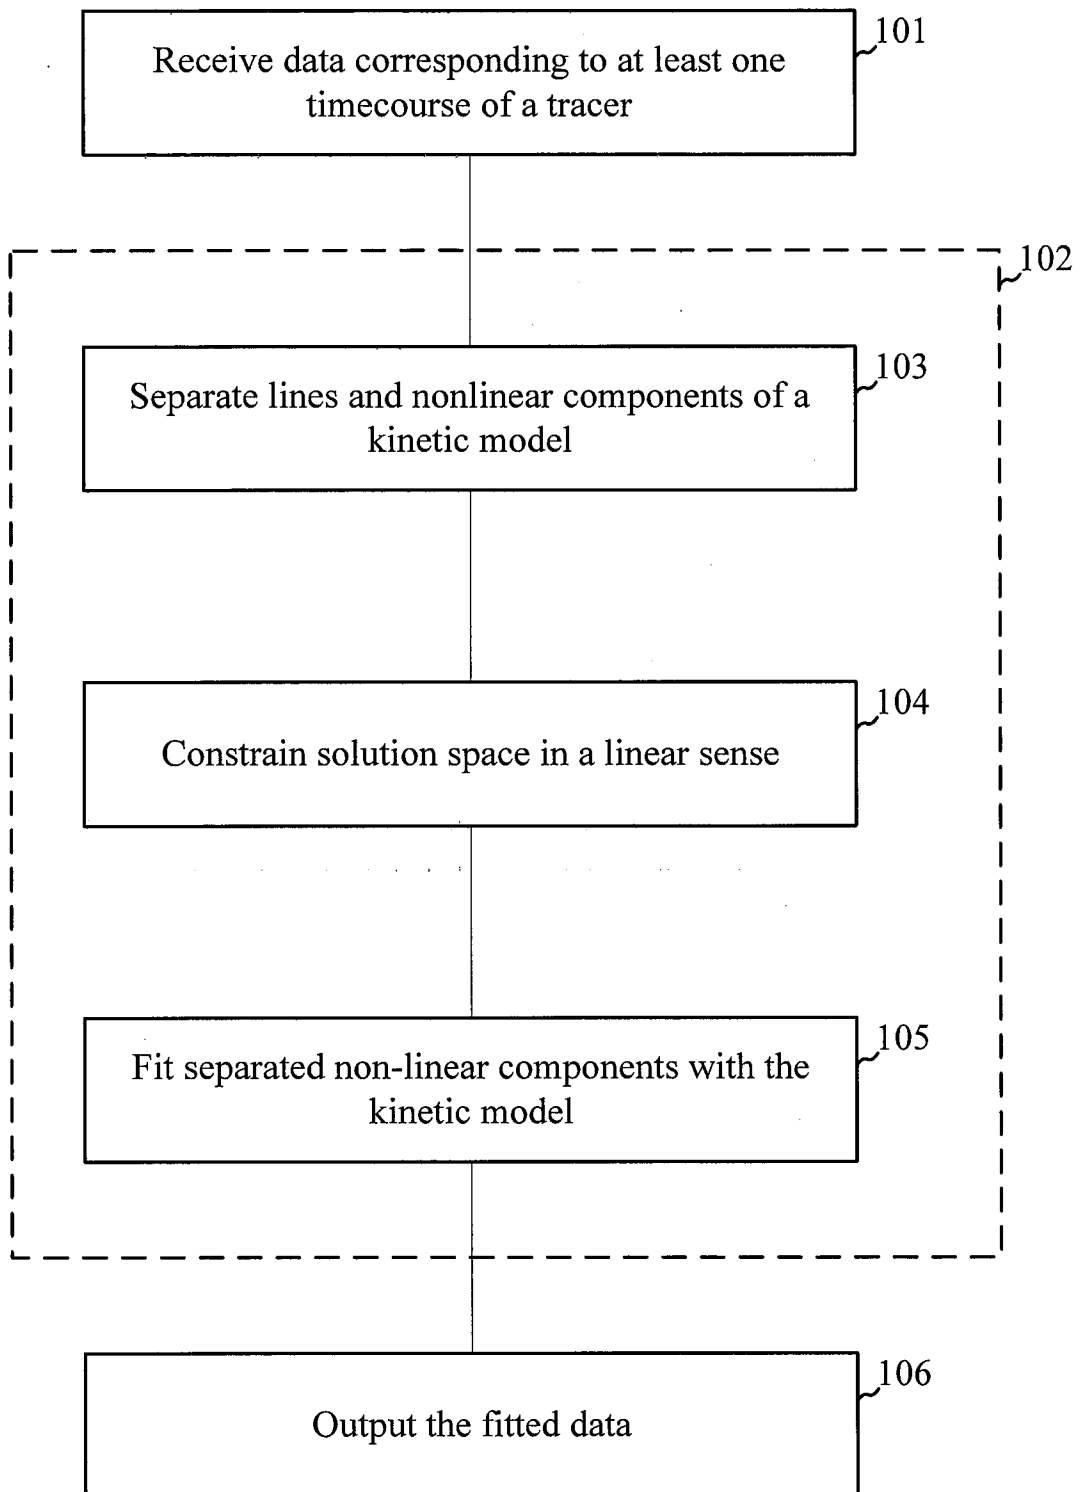 101
Receive data corresponding to at least one
timecourse of a tracer
102
103
Separate lines and nonlinear components of a
kinetic model
104
Constrain solution space in a linear sense
105
Fit separated non-linear components with the
kinetic model
106
Output the fitted data